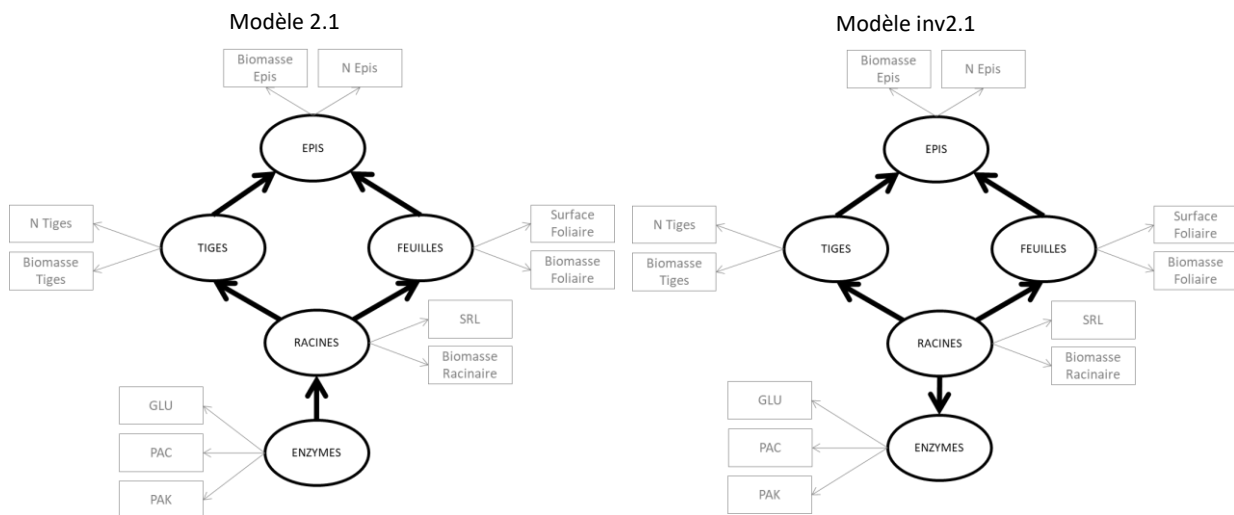 Modèle 2.1
Biomasse
Epis
N Epis
EPIS
N Tiges
Biomasse
Tiges
TIGES
FEUILLES
Surface
Foliaire
Biomasse
Foliaire
RACINES
SRL
Biomasse
Racinaire
GLU
PAC
PAK
ENZYMES
Modèle inv2.1
Biomasse
Epis
N Epis
EPIS
N Tiges
Biomasse
Tiges
TIGES
FEUILLES
Surface
Foliaire
Biomasse
Foliaire
RACINES
SRL
Biomasse
Racinaire
GLU
PAC
PAK
ENZYMES